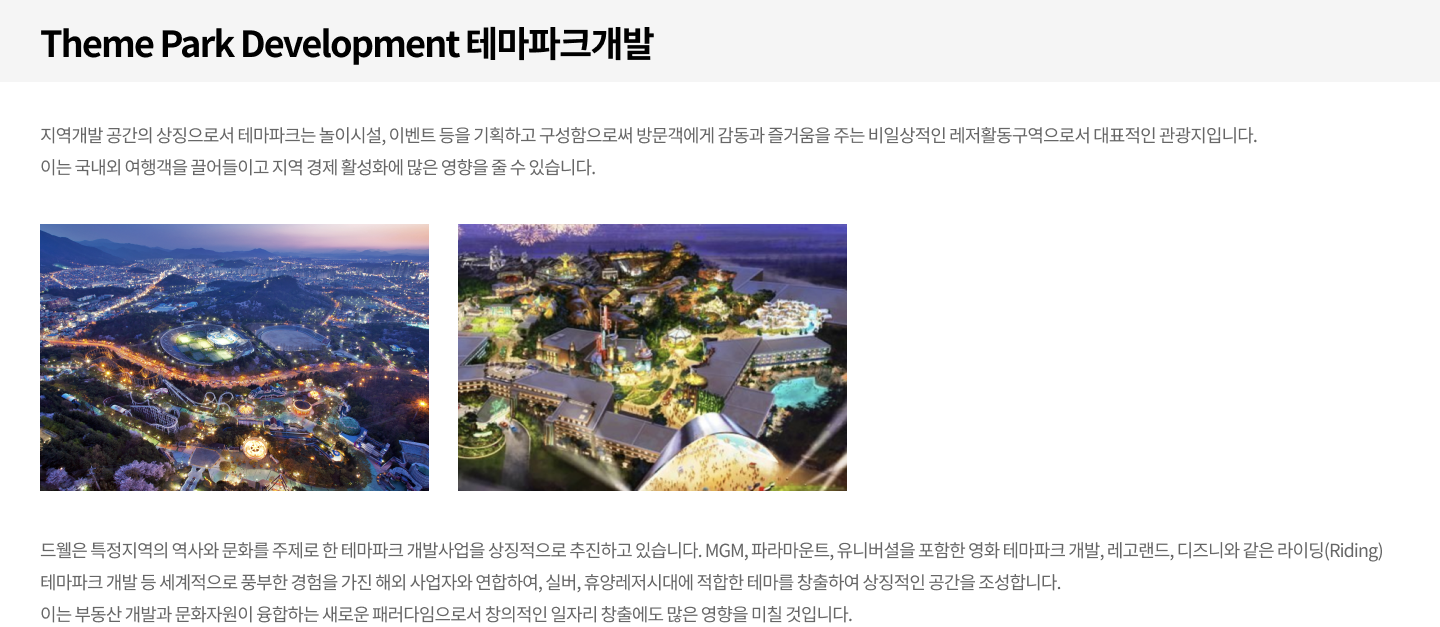 Theme Park Development 테마파크개발
지역개발 공간의 상징으로서 테마파크는 놀이시설, 이벤트 등을 기획하고 구성함으로써 방문객에게 감동과 즐거움을 주는 비일상적인 레저활동구역으로서 대표적인 관광지입니다.
이는 국내외 여행객을 끌어들이고 지역 경제 활성화에 많은 영향을 줄 수 있습니다.
드웰은 특정지역의 역사와 문화를 주제로 한 테마파크 개발사업을 상징적으로 추진하고 있습니다. MGM, 파라마운트, 유니버셜을 포함한 영화 테마파크 개발, 레고랜드, 디즈니와 같은 라이딩(Riding)
테마파크 개발 등 세계적으로 풍부한 경험을 가진 해외 사업자와 연합하여, 실버, 휴양레저시대에 적합한 테마를 창출하여 상징적인 공간을 조성합니다.
이는 부동산 개발과 문화자원이 융합하는 새로운 패러다임으로서 창의적인 일자리 창출에도 많은 영향을 미칠 것입니다.